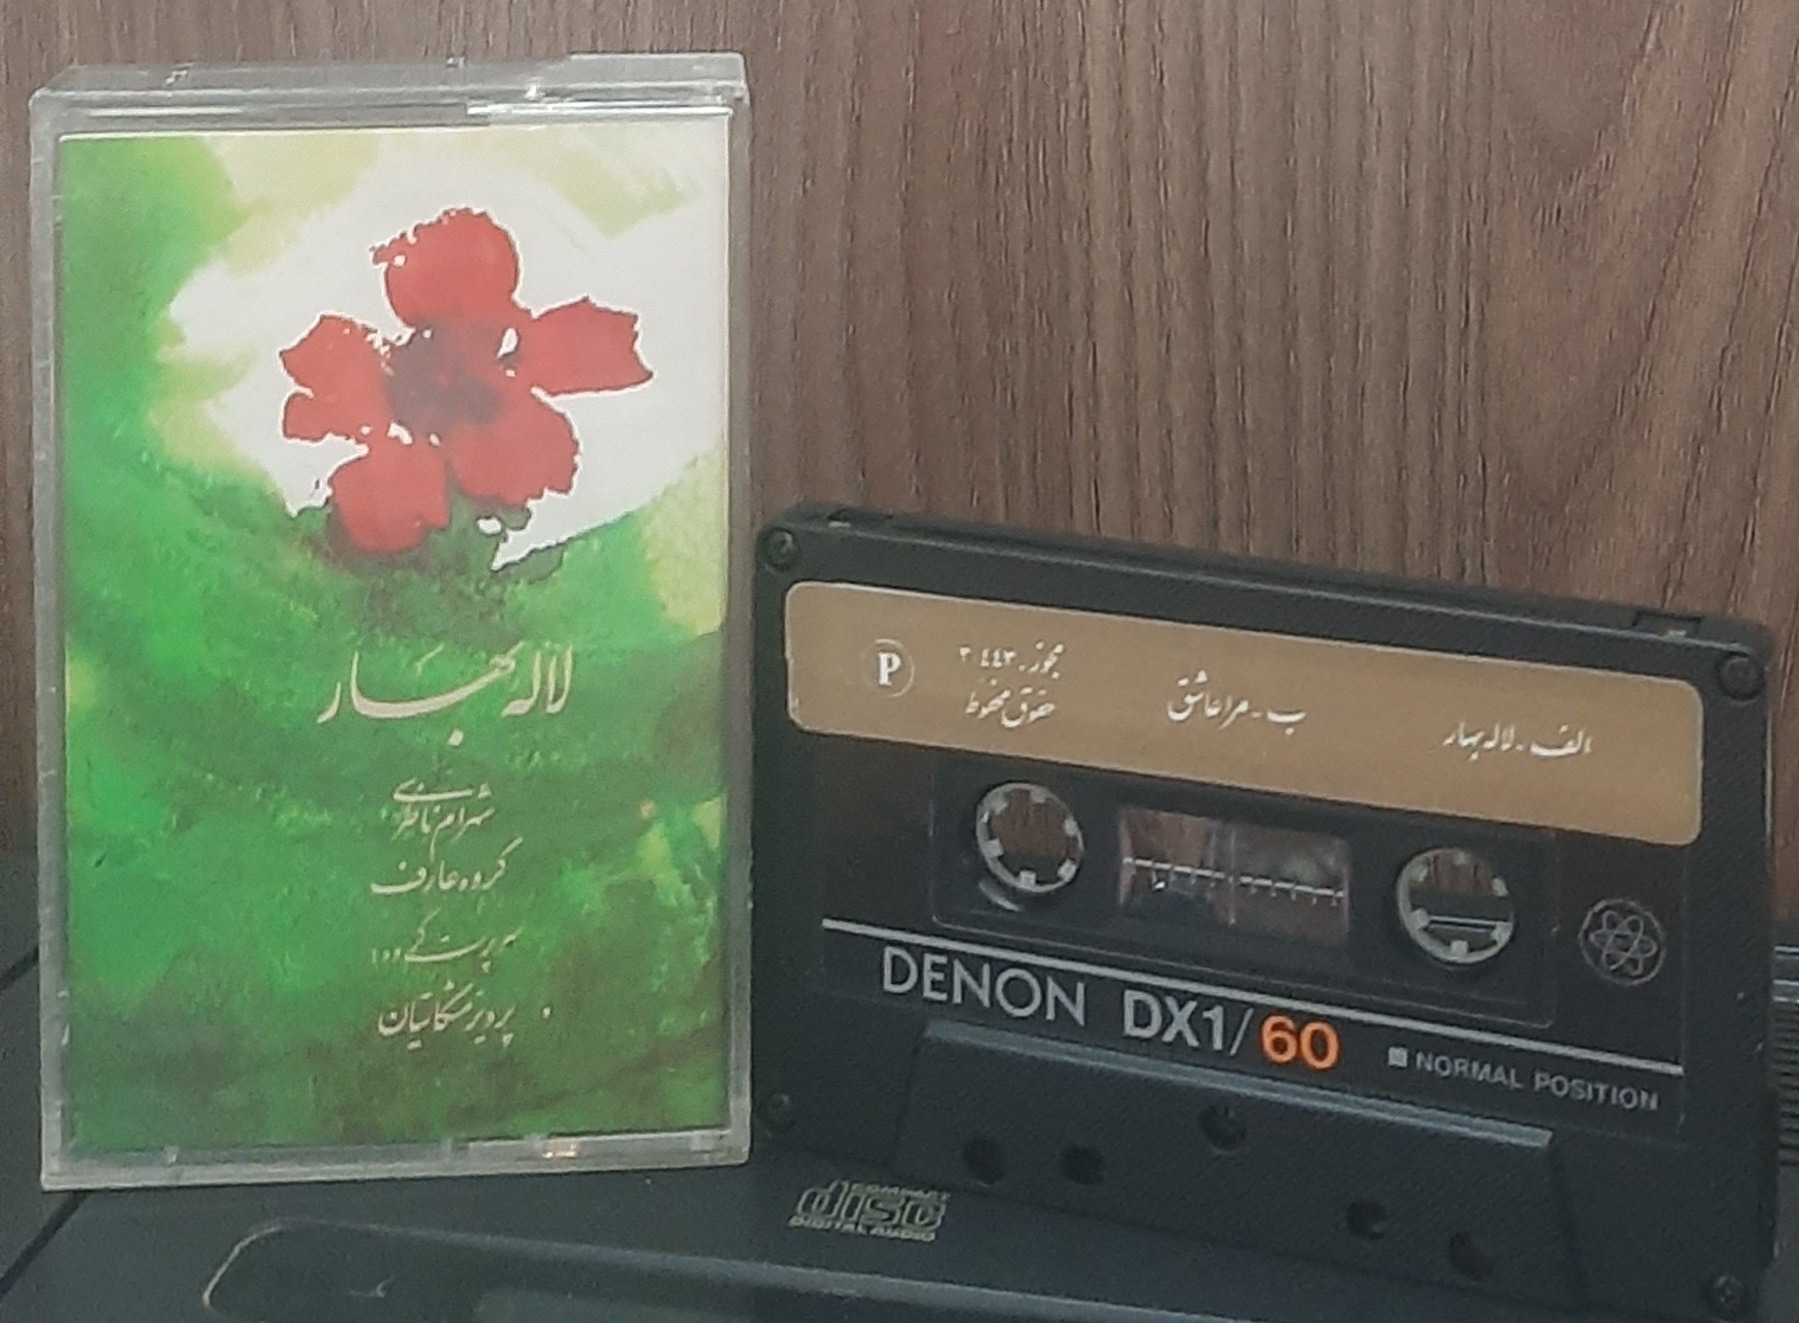 لاله بهار
شهرام ناظری
گروه عارف
سرپرست گروه
پرویز مشکاتیان
الف - لاله بهار
ب - مرا عاشق
مجوز - ۳۰۴۴۳
حقوق محفوظ
P
DENON DX1/60
NORMAL POSITION
COMPACT
disc
DIGITAL AUDIO